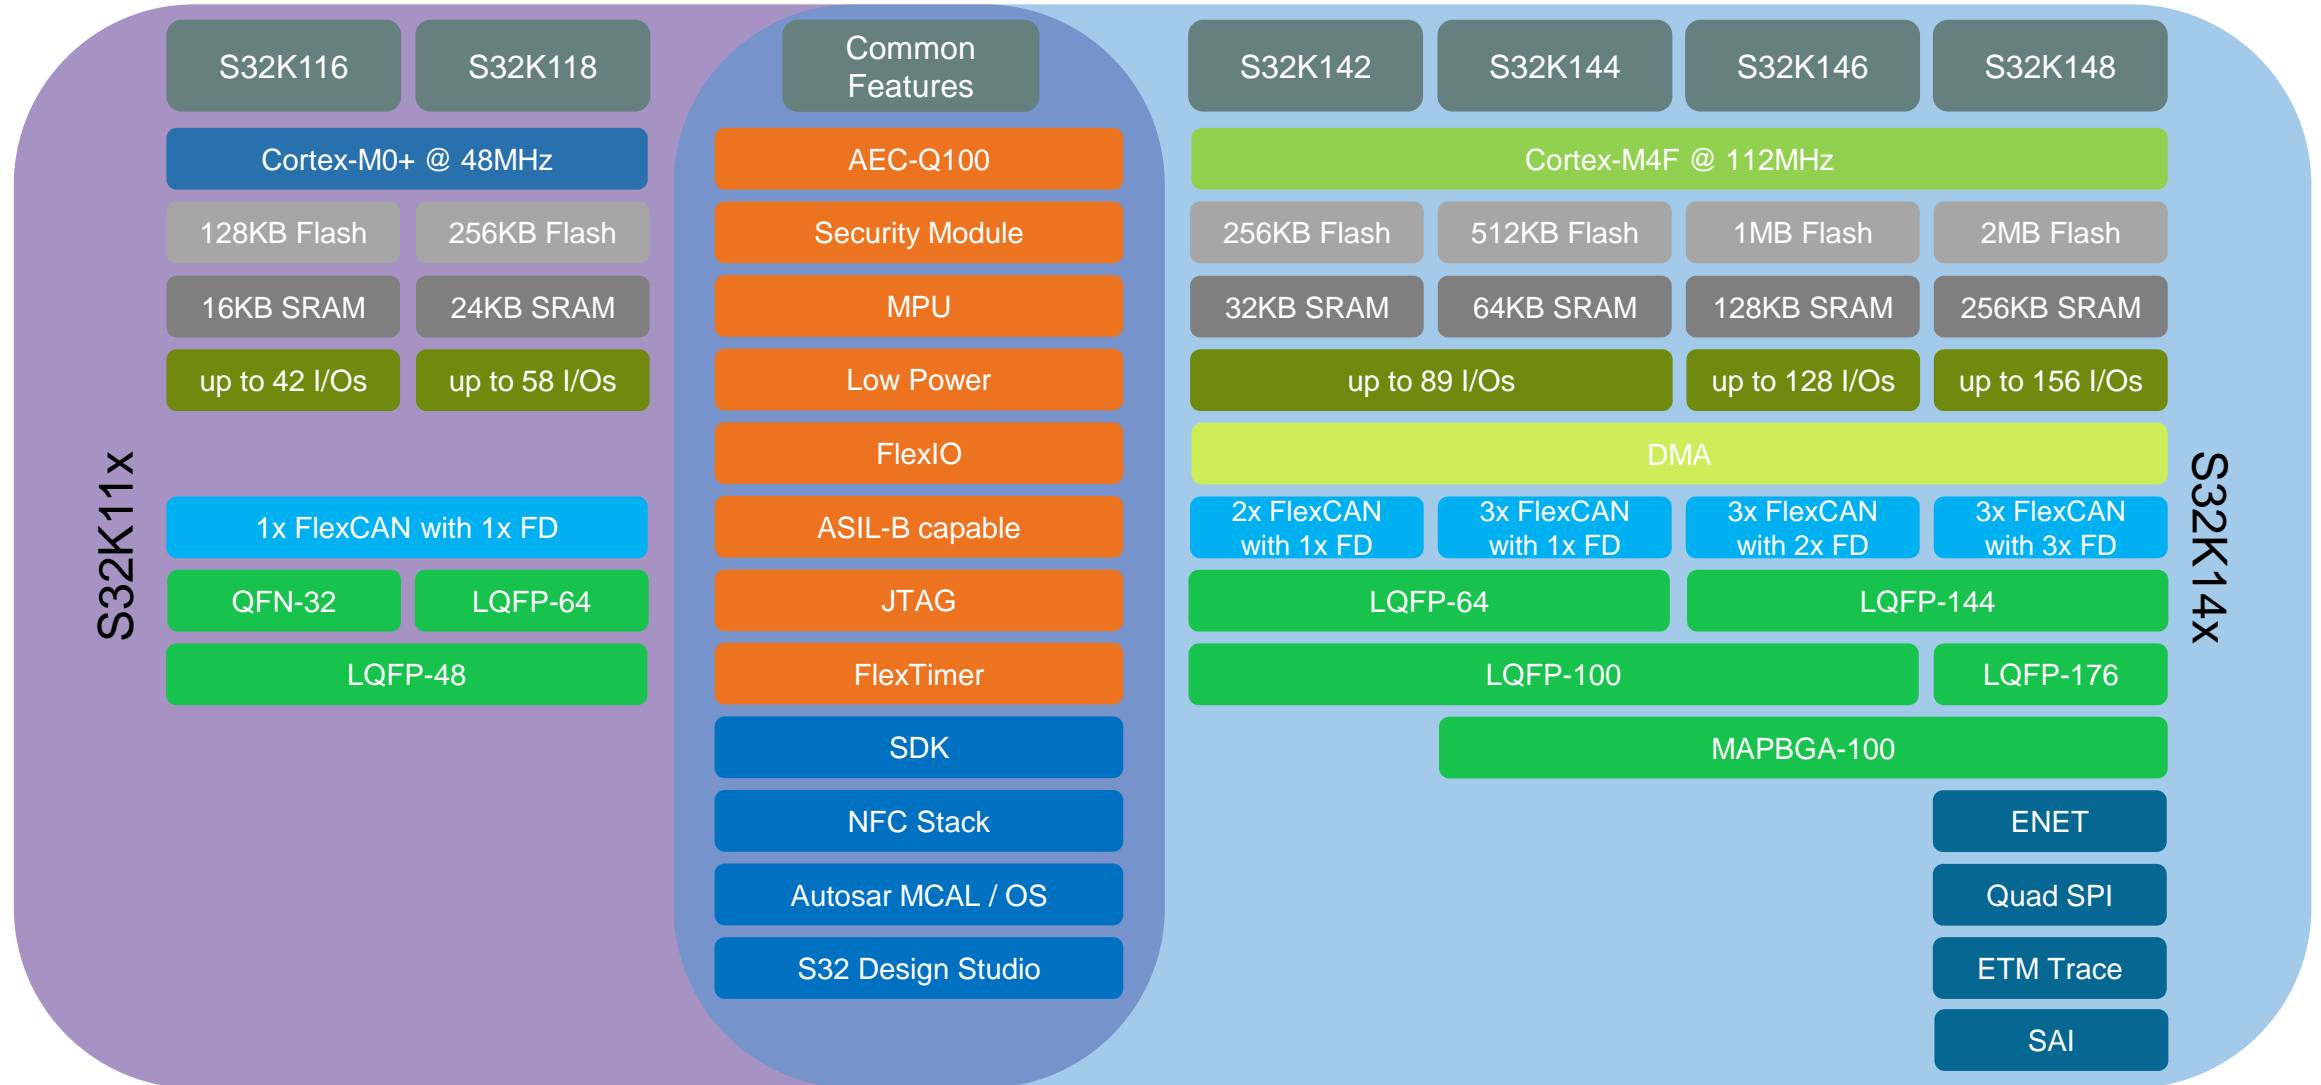 S32K116
S32K118
Common
Features
S32K142
S32K144
S32K146
S32K148
Cortex-M0+ @ 48MHz
AEC-Q100
Cortex-M4F @ 112MHz
128KB Flash
256KB Flash
Security Module
256KB Flash
512KB Flash
1MB Flash
2MB Flash
16KB SRAM
24KB SRAM
MPU
32KB SRAM
64KB SRAM
128KB SRAM
256KB SRAM
up to 42 I/Os
up to 58 I/Os
Low Power
up to 89 I/Os
up to 128 I/Os
up to 156 I/Os
FlexIO
DMA
S32K11x
1x FlexCAN with 1x FD
ASIL-B capable
2x FlexCAN
with 1x FD
3x FlexCAN
with 1x FD
3x FlexCAN
with 2x FD
3x FlexCAN
with 3x FD
S32K14x
QFN-32
LQFP-64
JTAG
LQFP-64
LQFP-144
LQFP-48
FlexTimer
LQFP-100
LQFP-176
SDK
MAPBGA-100
NFC Stack
ENET
Autosar MCAL / OS
Quad SPI
S32 Design Studio
ETM Trace
SAI